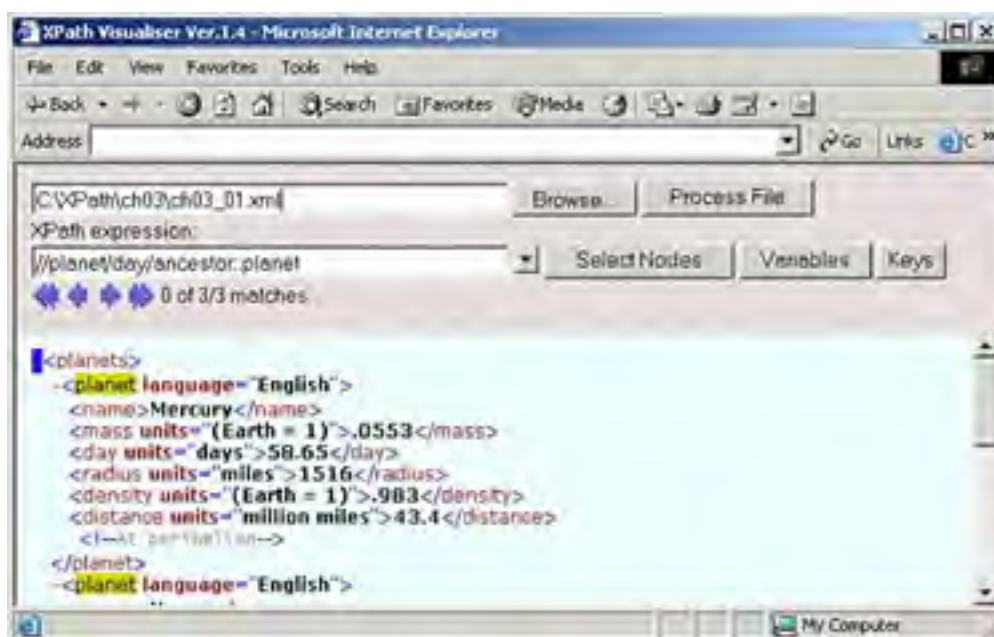 XPath Visualiser Ver.1.4 - Microsoft Internet Explorer
File Edit View Favorites Tools Help
Back Search Favorites Media
Address Go Links C »
C:\XPath\ch03\ch03_01.xml Browse... Process File
XPath expression:
//planet/day/ancestor::planet Select Nodes Variables Keys
0 of 3/3 matches
<planets>
-<planet language="English">
<name>Mercury</name>
<mass units="(Earth = 1)">.0553</mass>
<day units="days">58.65</day>
<radius units="miles">1516</radius>
<density units="(Earth = 1)">.983</density>
<distance units="million miles">43.4</distance>
<!--At perihelion-->
</planet>
-<planet language="English">
My Computer